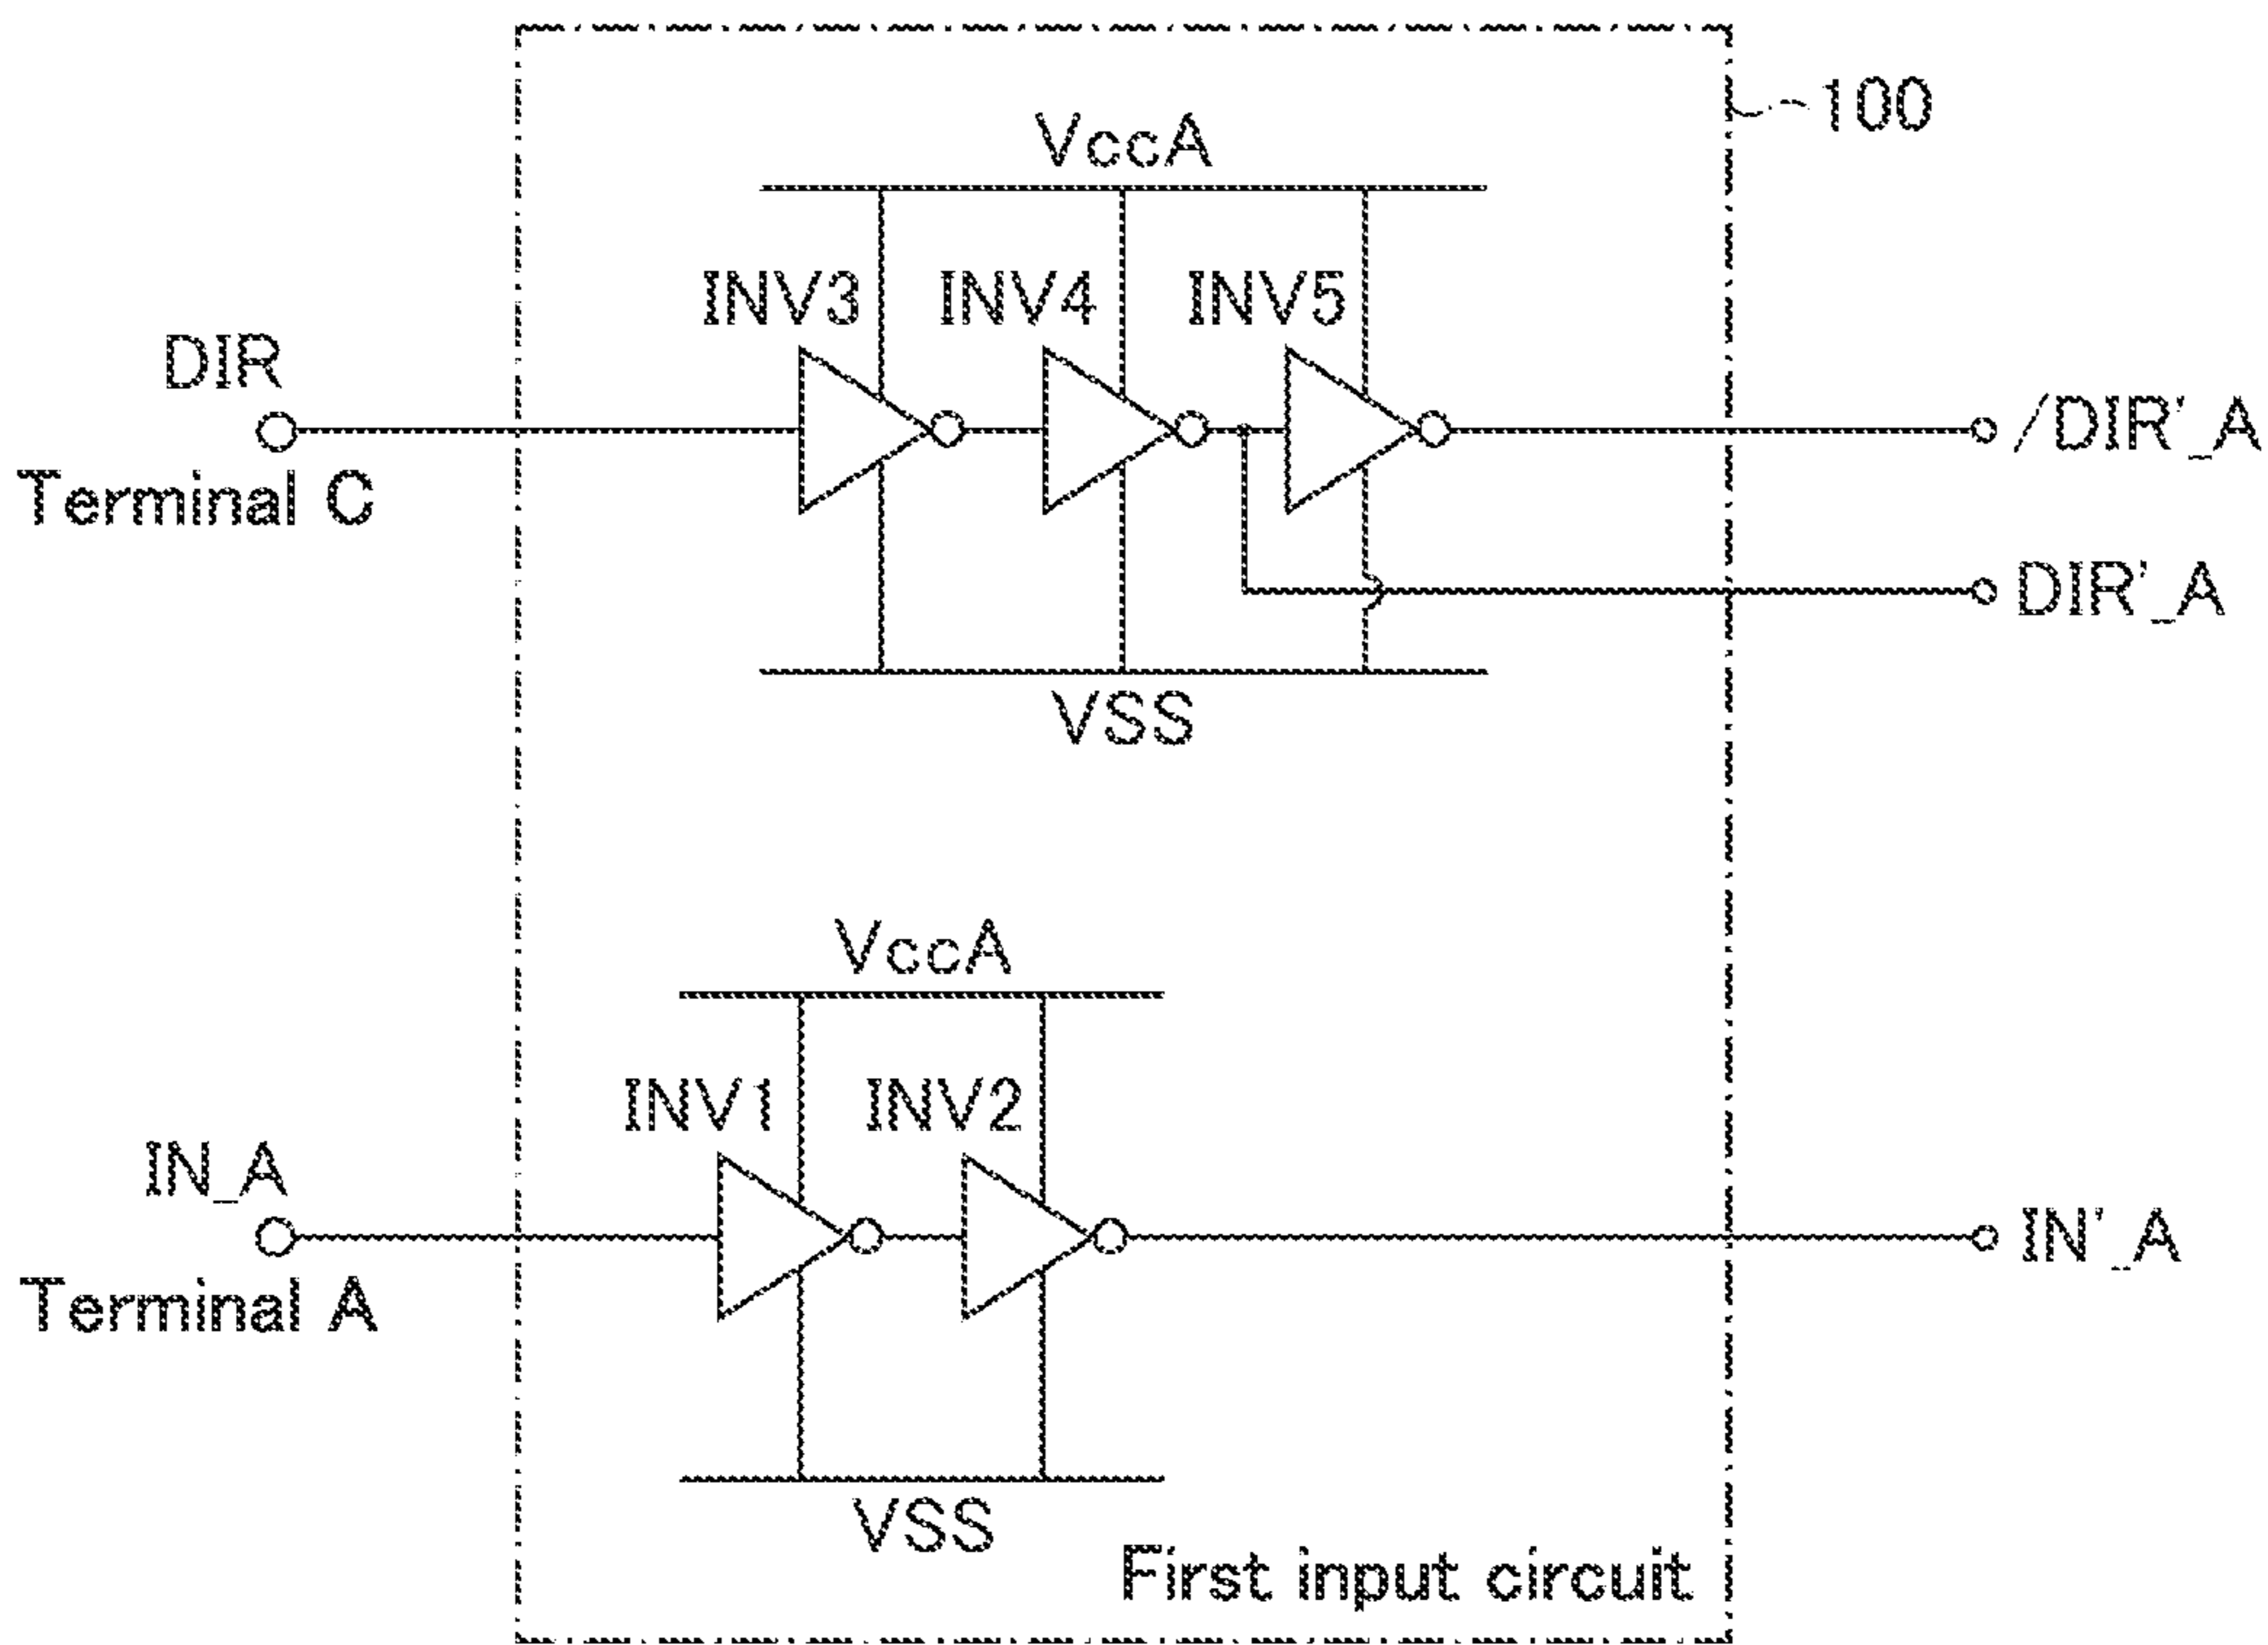 100
VccA
INV3 INV4 INV5
DIR
/DIR'_A
Terminal C
DIR'_A
VSS
VccA
INV1 INV2
IN_A
IN'_A
Terminal A
VSS
First input circuit